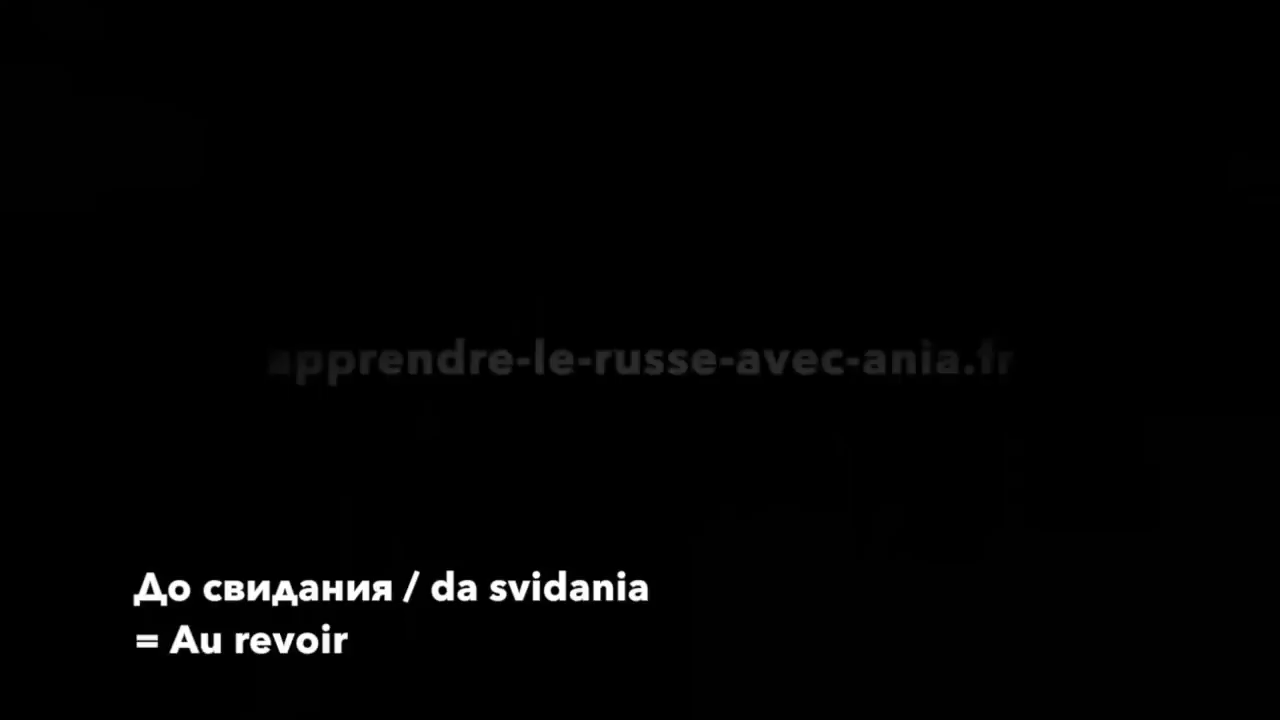 apprendre-le-russe-avec-ania.fr
До свидания / da svidania
= Au revoir